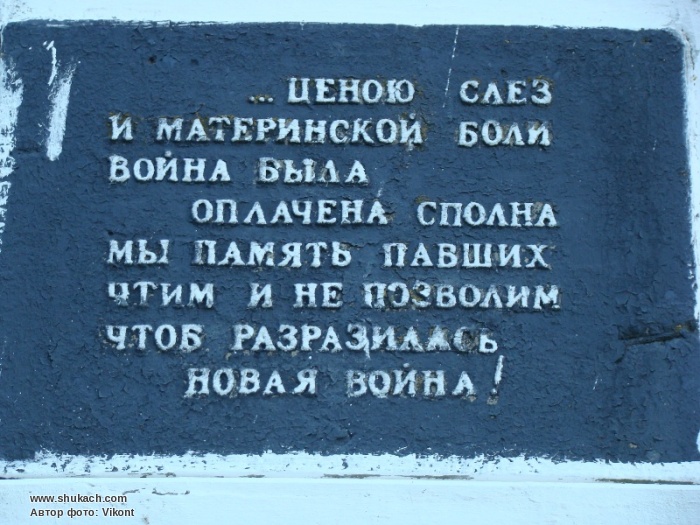 ... ЦЕНОЮ СЛЕЗ
И МАТЕРИНСКОЙ БОЛИ
ВОЙНА БЫЛА
ОПЛАЧЕНА СПОЛНА
МЫ ПАМЯТЬ ПАВШИХ
ЧТИМ И НЕ ПОЗВОЛИМ
ЧТОБ РАЗРАЗИЛАСЬ
НОВАЯ ВОЙНА!
www.shukach.com
Автор фото: Vikont